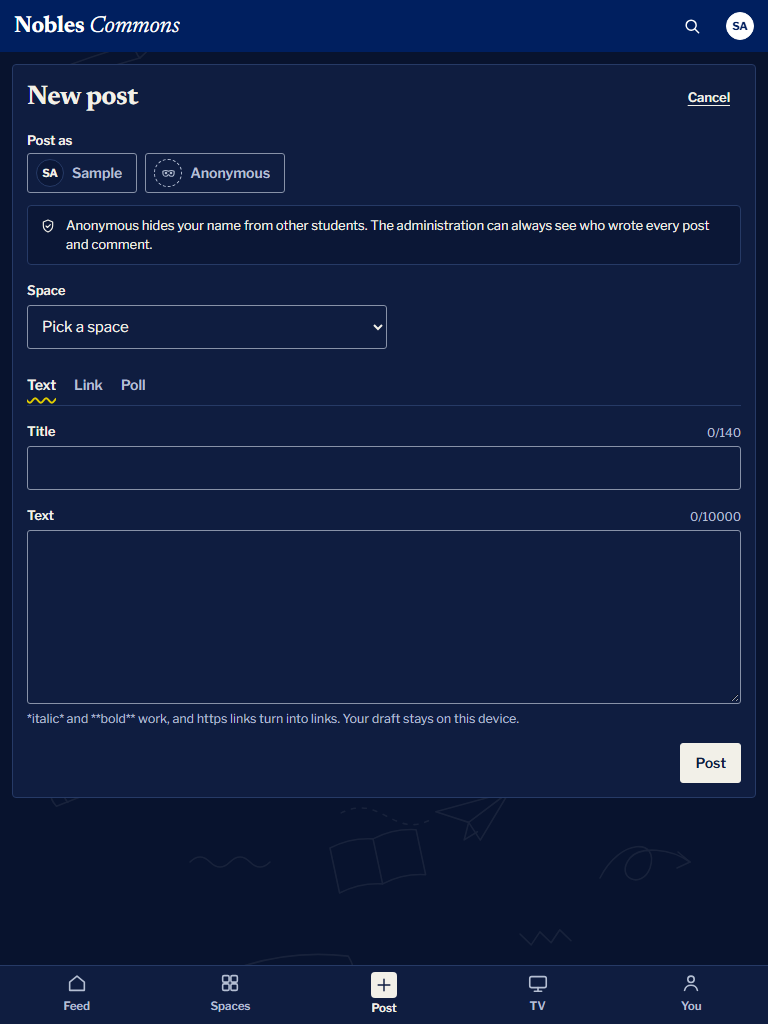 Nobles Commons
SA
New post
Cancel
Post as
SA Sample
Anonymous
Anonymous hides your name from other students. The administration can always see who wrote every post
and comment.
Space
Pick a space
Text Link Poll
Title 0/140
Text 0/10000
*italic* and **bold** work, and https links turn into links. Your draft stays on this device.
Post
Feed Spaces Post TV You